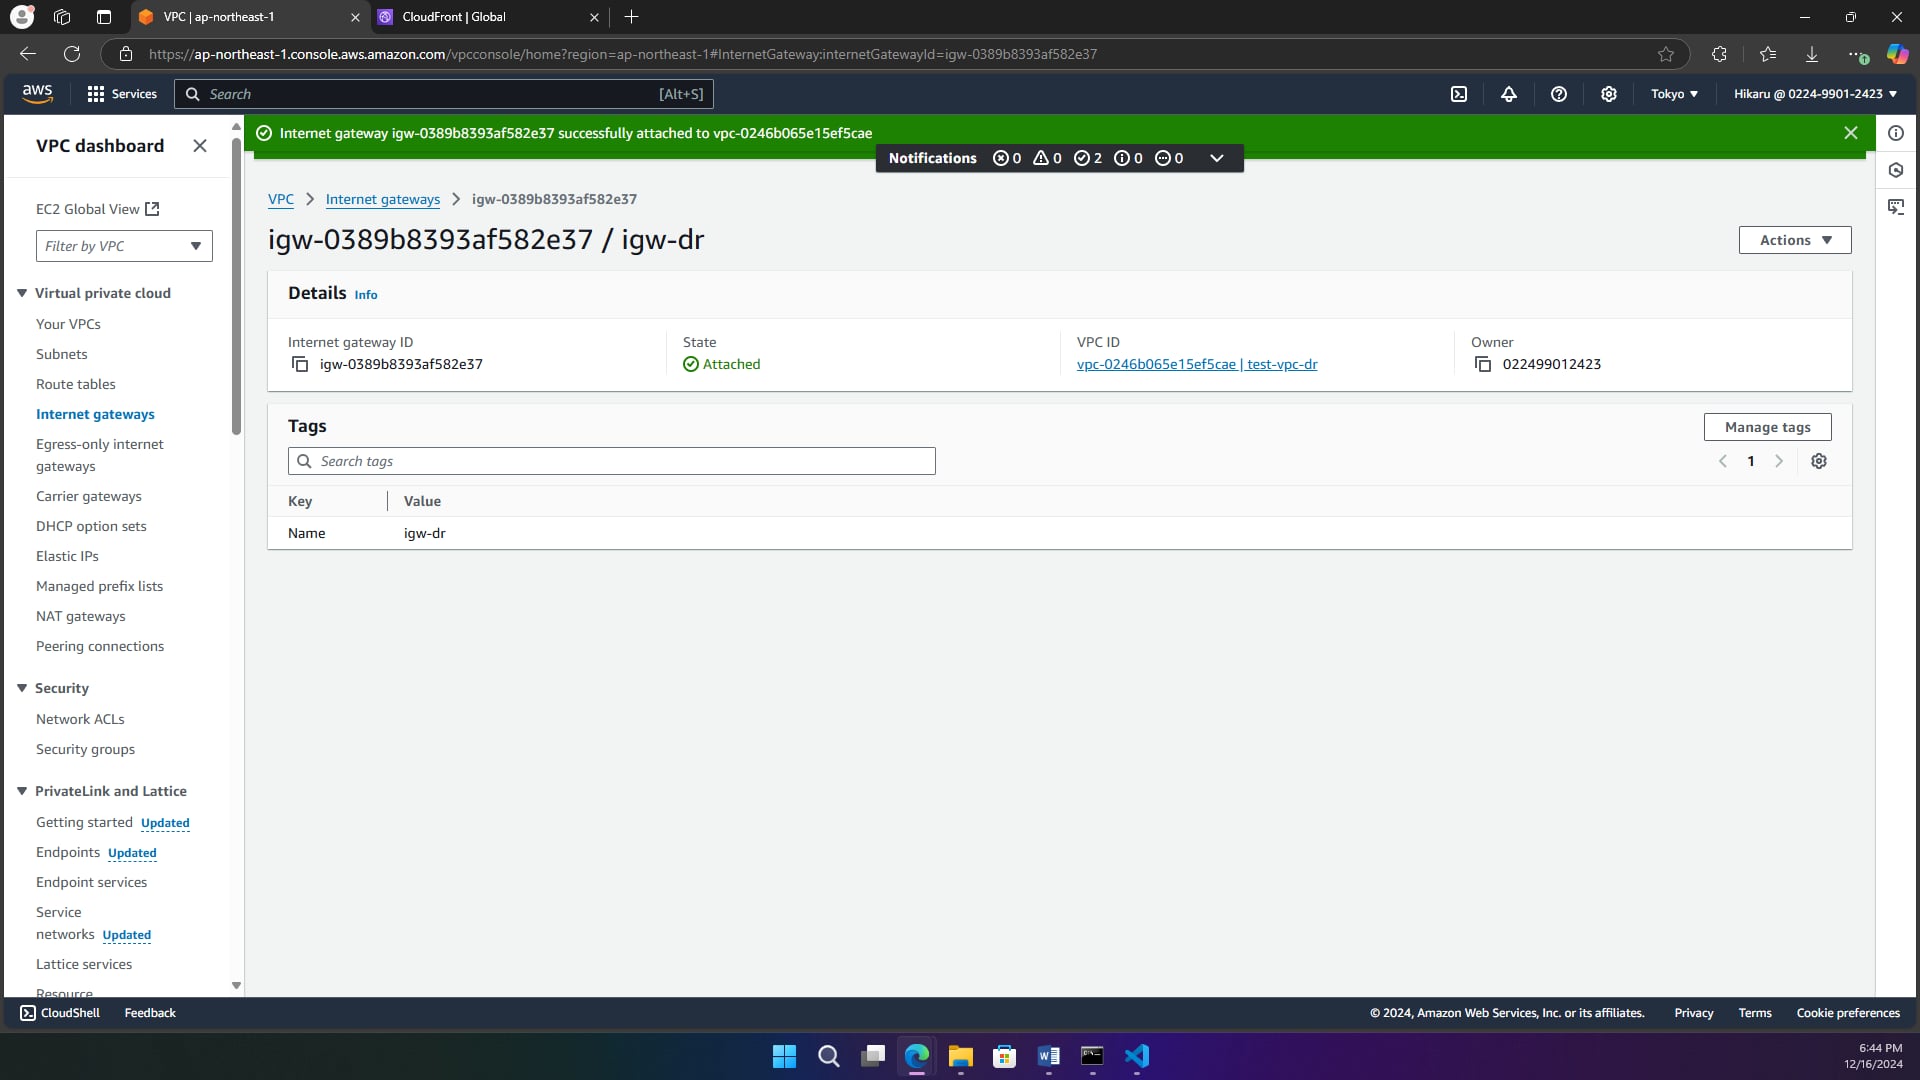 VPC | ap-northeast-1
CloudFront | Global
https://ap-northeast-1.console.aws.amazon.com/vpcconsole/home?region=ap-northeast-1#InternetGateway:internetGatewayId=igw-0389b8393af582e37
aws
Services
Search
[Alt+S]
Tokyo
Hikaru @ 0224-9901-2423
VPC dashboard
Internet gateway igw-0389b8393af582e37 successfully attached to vpc-0246b065e15ef5cae
Notifications 0 0 2 0 0
EC2 Global View
Filter by VPC
Virtual private cloud
Your VPCs
Subnets
Route tables
Internet gateways
Egress-only internet
gateways
Carrier gateways
DHCP option sets
Elastic IPs
Managed prefix lists
NAT gateways
Peering connections
Security
Network ACLs
Security groups
PrivateLink and Lattice
Getting started Updated
Endpoints Updated
Endpoint services
Service
networks Updated
Lattice services
Resource
VPC > Internet gateways > igw-0389b8393af582e37
igw-0389b8393af582e37 / igw-dr
Actions
Details Info
Internet gateway ID
igw-0389b8393af582e37
State
Attached
VPC ID
vpc-0246b065e15ef5cae | test-vpc-dr
Owner
022499012423
Tags
Manage tags
Search tags
1
Key
Value
Name
igw-dr
CloudShell
Feedback
© 2024, Amazon Web Services, Inc. or its affiliates.
Privacy
Terms
Cookie preferences
6:44 PM
12/16/2024